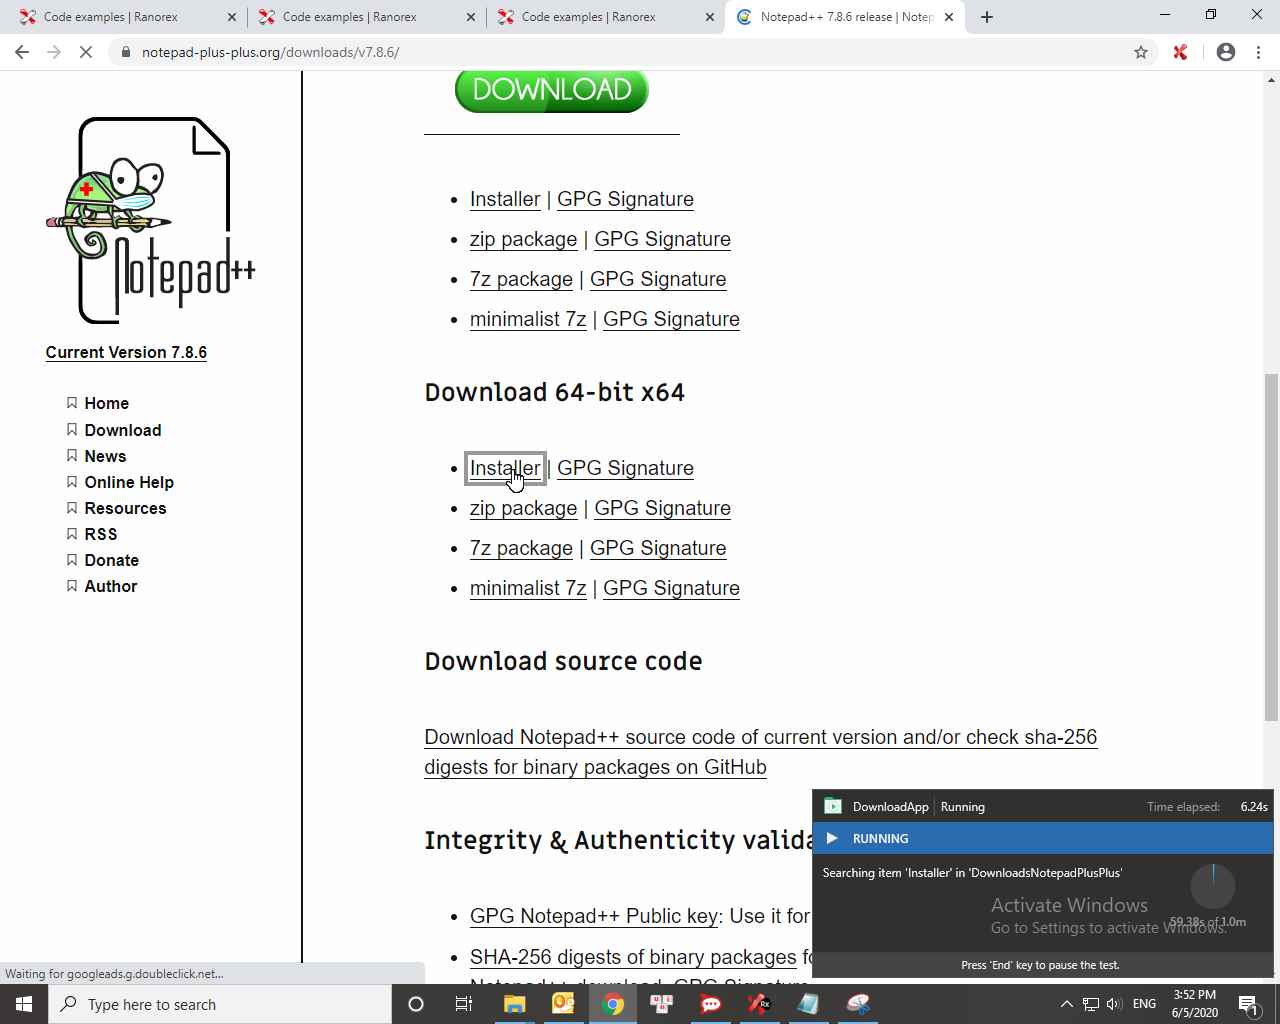 Code examples | Ranorex
Code examples | Ranorex
Code examples | Ranorex
Notepad++ 7.8.6 release | Notep
notepad-plus-plus.org/downloads/v7.8.6/
DOWNLOAD
Notepad++
Current Version 7.8.6
Home
Download
News
Online Help
Resources
RSS
Donate
Author
Installer | GPG Signature
zip package | GPG Signature
7z package | GPG Signature
minimalist 7z | GPG Signature
Download 64-bit x64
Installer | GPG Signature
zip package | GPG Signature
7z package | GPG Signature
minimalist 7z | GPG Signature
Download source code
Download Notepad++ source code of current version and/or check sha-256
digests for binary packages on GitHub
Integrity & Authenticity valida
GPG Notepad++ Public key: Use it for
SHA-256 digests of binary packages fo
Notepad++ download. GPG Signature
DownloadApp Running Time elapsed: 6.24s
RUNNING
Searching item 'Installer' in 'DownloadsNotepadPlusPlus'
59.38s of 1.0m
Activate Windows
Go to Settings to activate Windows.
Press 'End' key to pause the test.
Waiting for googleads.g.doubleclick.net...
Type here to search
ENG
3:52 PM
6/5/2020
1